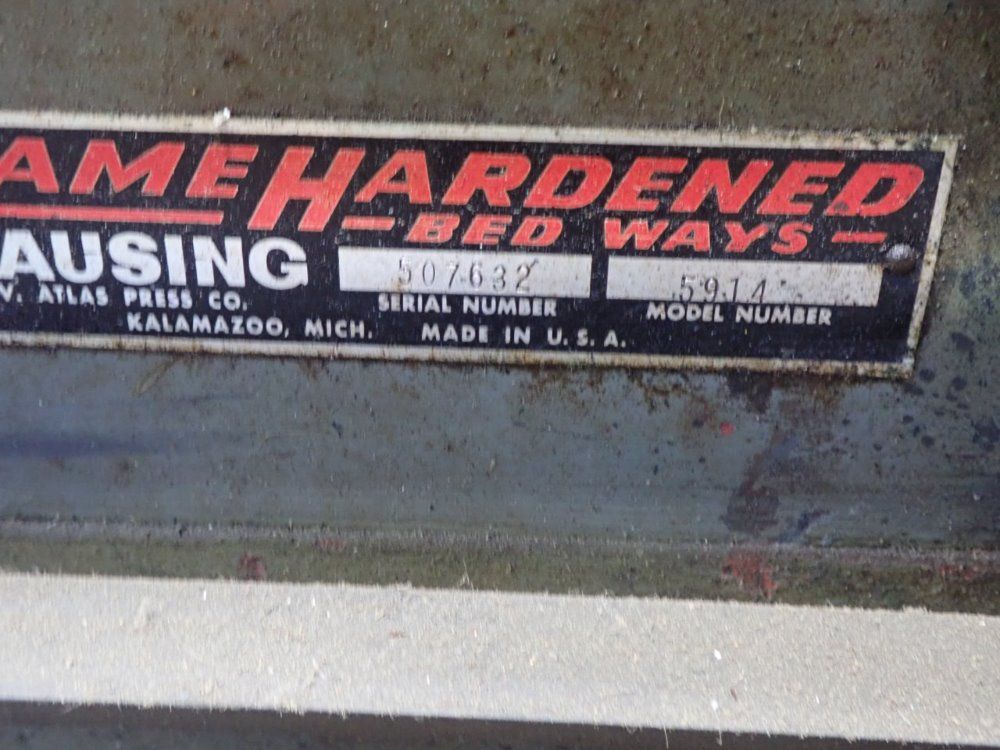 AME HARDENED
— BED WAYS —
AUSING 507632 5914
V. ATLAS PRESS CO. SERIAL NUMBER MODEL NUMBER
KALAMAZOO, MICH. MADE IN U.S.A.